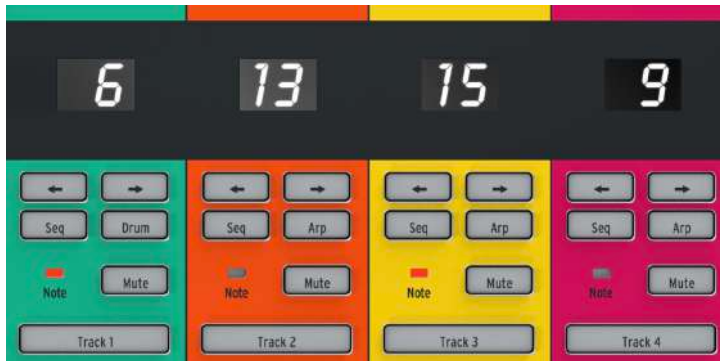 6 13 15 9
← → ← → ← → ← →
Seq Drum Seq Arp Seq Arp Seq Arp
Note Mute Note Mute Note Mute Note Mute
Track 1 Track 2 Track 3 Track 4